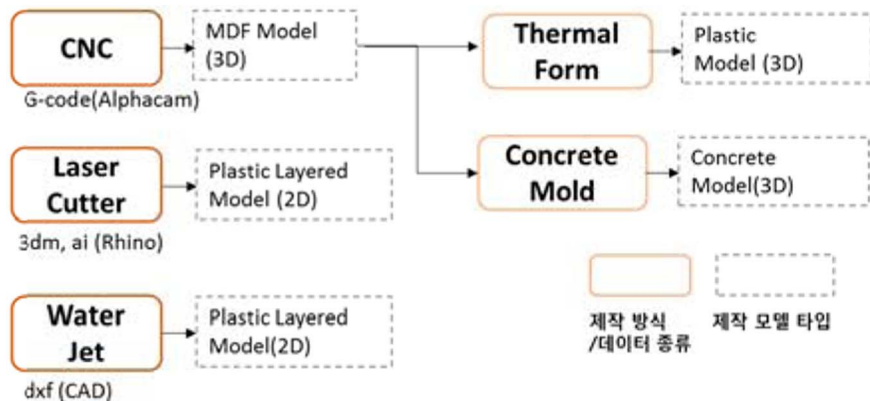 CNC
G-code(Alphacam)
MDF Model
(3D)
Thermal
Form
Plastic
Model (3D)
Laser
Cutter
3dm, ai (Rhino)
Plastic Layered
Model (2D)
Concrete
Mold
Concrete
Model(3D)
Water
Jet
dxf (CAD)
Plastic Layered
Model(2D)
제작 방식
/데이터 종류
제작 모델 타입